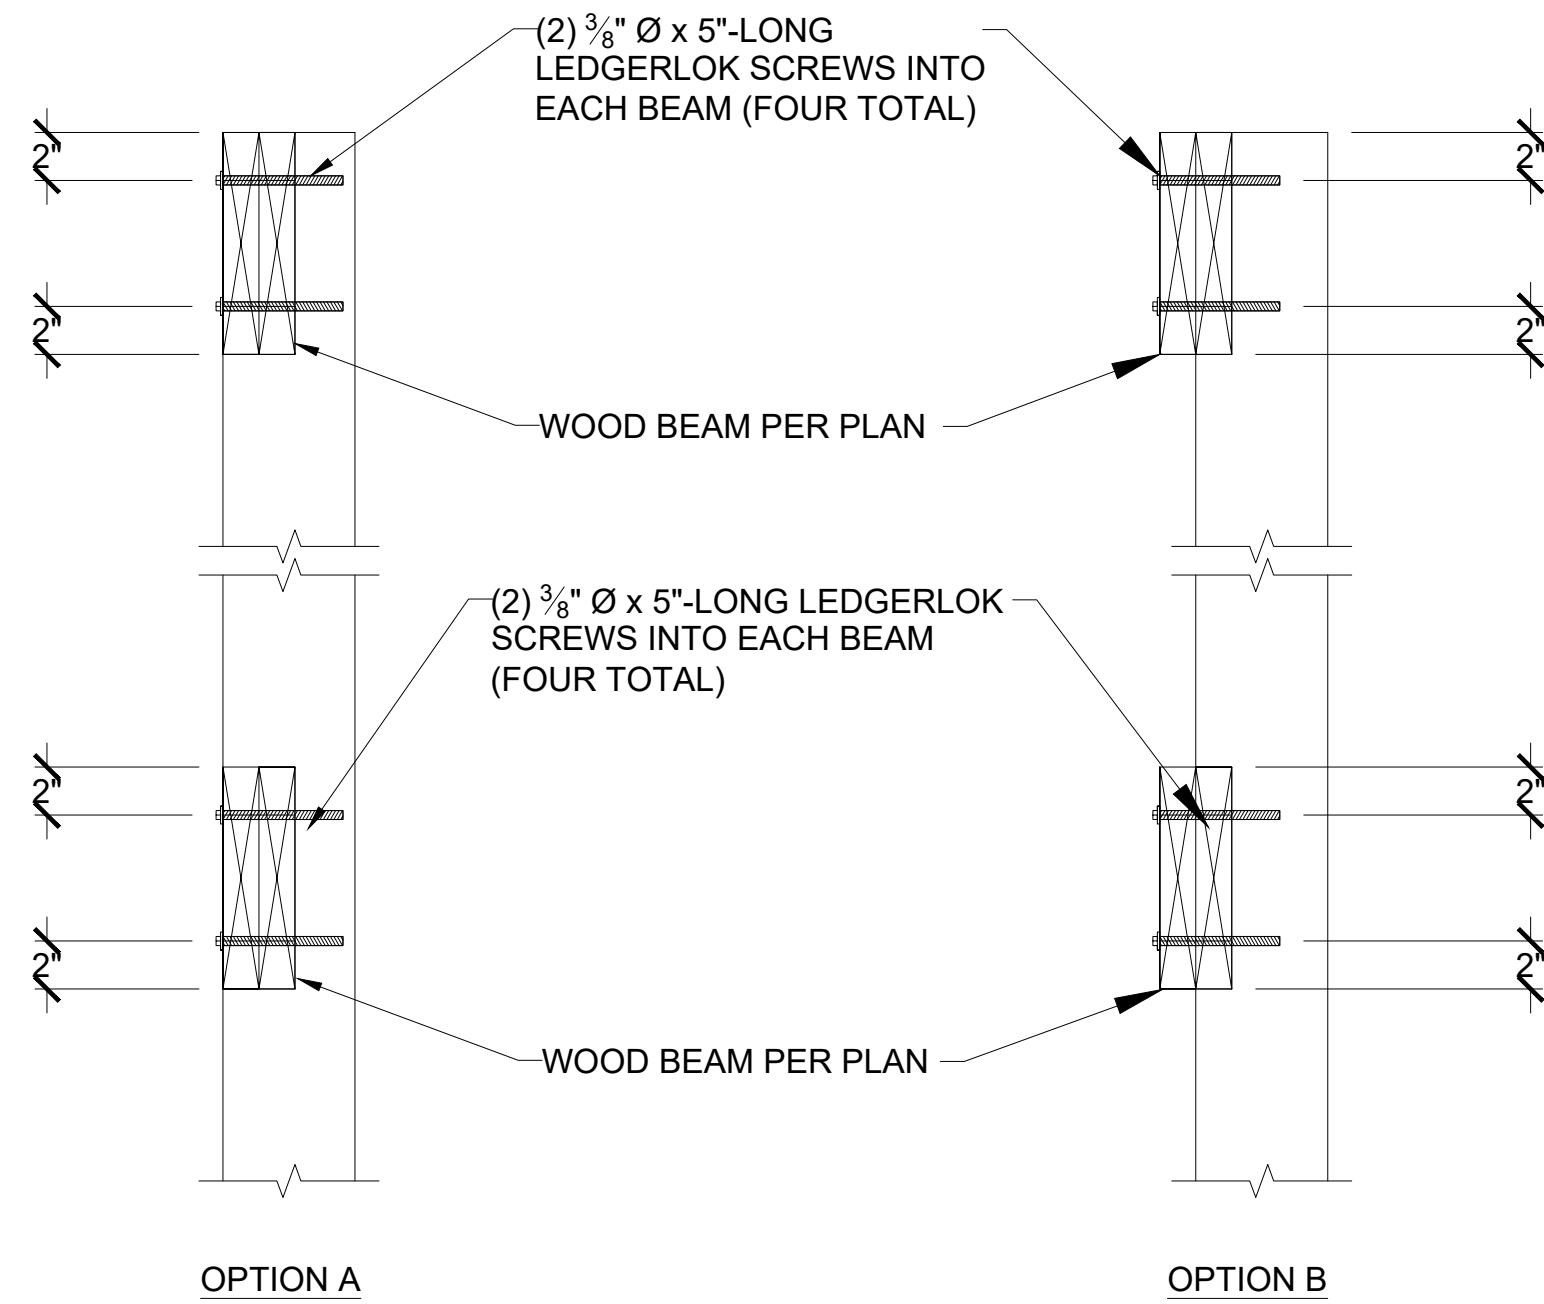 (2) 3/8" Ø x 5"-LONG
LEDGERLOK SCREWS INTO
EACH BEAM (FOUR TOTAL)
2"
2"
2"
2"
WOOD BEAM PER PLAN
(2) 3/8" Ø x 5"-LONG LEDGERLOK
SCREWS INTO EACH BEAM
(FOUR TOTAL)
2"
2"
2"
2"
WOOD BEAM PER PLAN
OPTION A
OPTION B